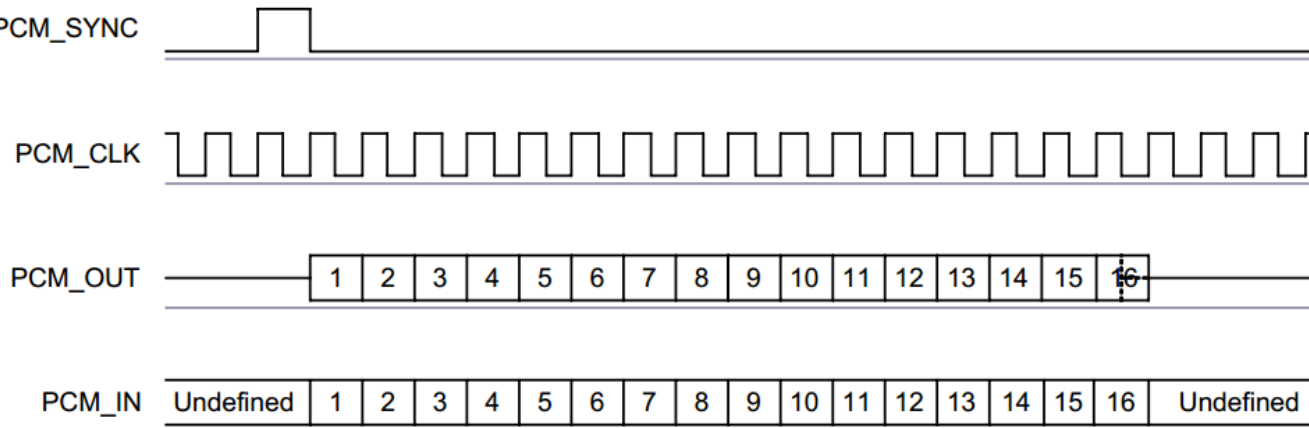 PCM_SYNC
PCM_CLK
PCM_OUT 1 2 3 4 5 6 7 8 9 10 11 12 13 14 15 16
PCM_IN Undefined 1 2 3 4 5 6 7 8 9 10 11 12 13 14 15 16 Undefined